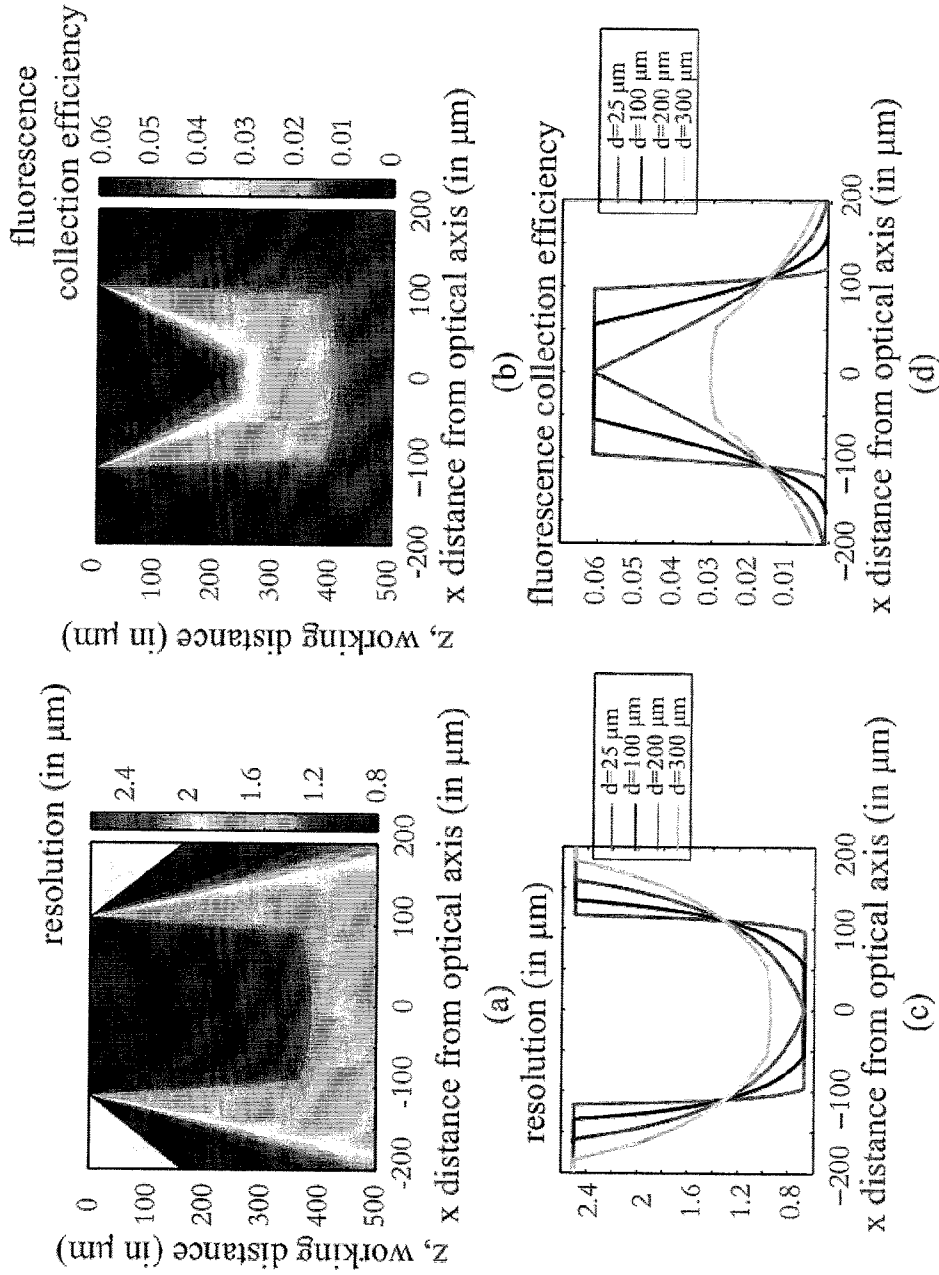 resolution (in μm)
2.4
2
1.6
1.2
0.8
0
100
200
300
400
500
z, working distance (in μm)
-200
-100
0
100
200
x distance from optical axis (in μm)
(a)
fluorescence
collection efficiency
0.06
0.05
0.04
0.03
0.02
0.01
0
0
100
200
300
400
500
z, working distance (in μm)
-200
-100
0
100
200
x distance from optical axis (in μm)
(b)
resolution (in μm)
2.4
2
1.6
1.2
0.8
d=25 μm
d=100 μm
d=200 μm
d=300 μm
-200
-100
0
100
200
x distance from optical axis (in μm)
(c)
fluorescence collection efficiency
0.06
0.05
0.04
0.03
0.02
0.01
d=25 μm
d=100 μm
d=200 μm
d=300 μm
-200
-100
0
100
200
x distance from optical axis (in μm)
(d)